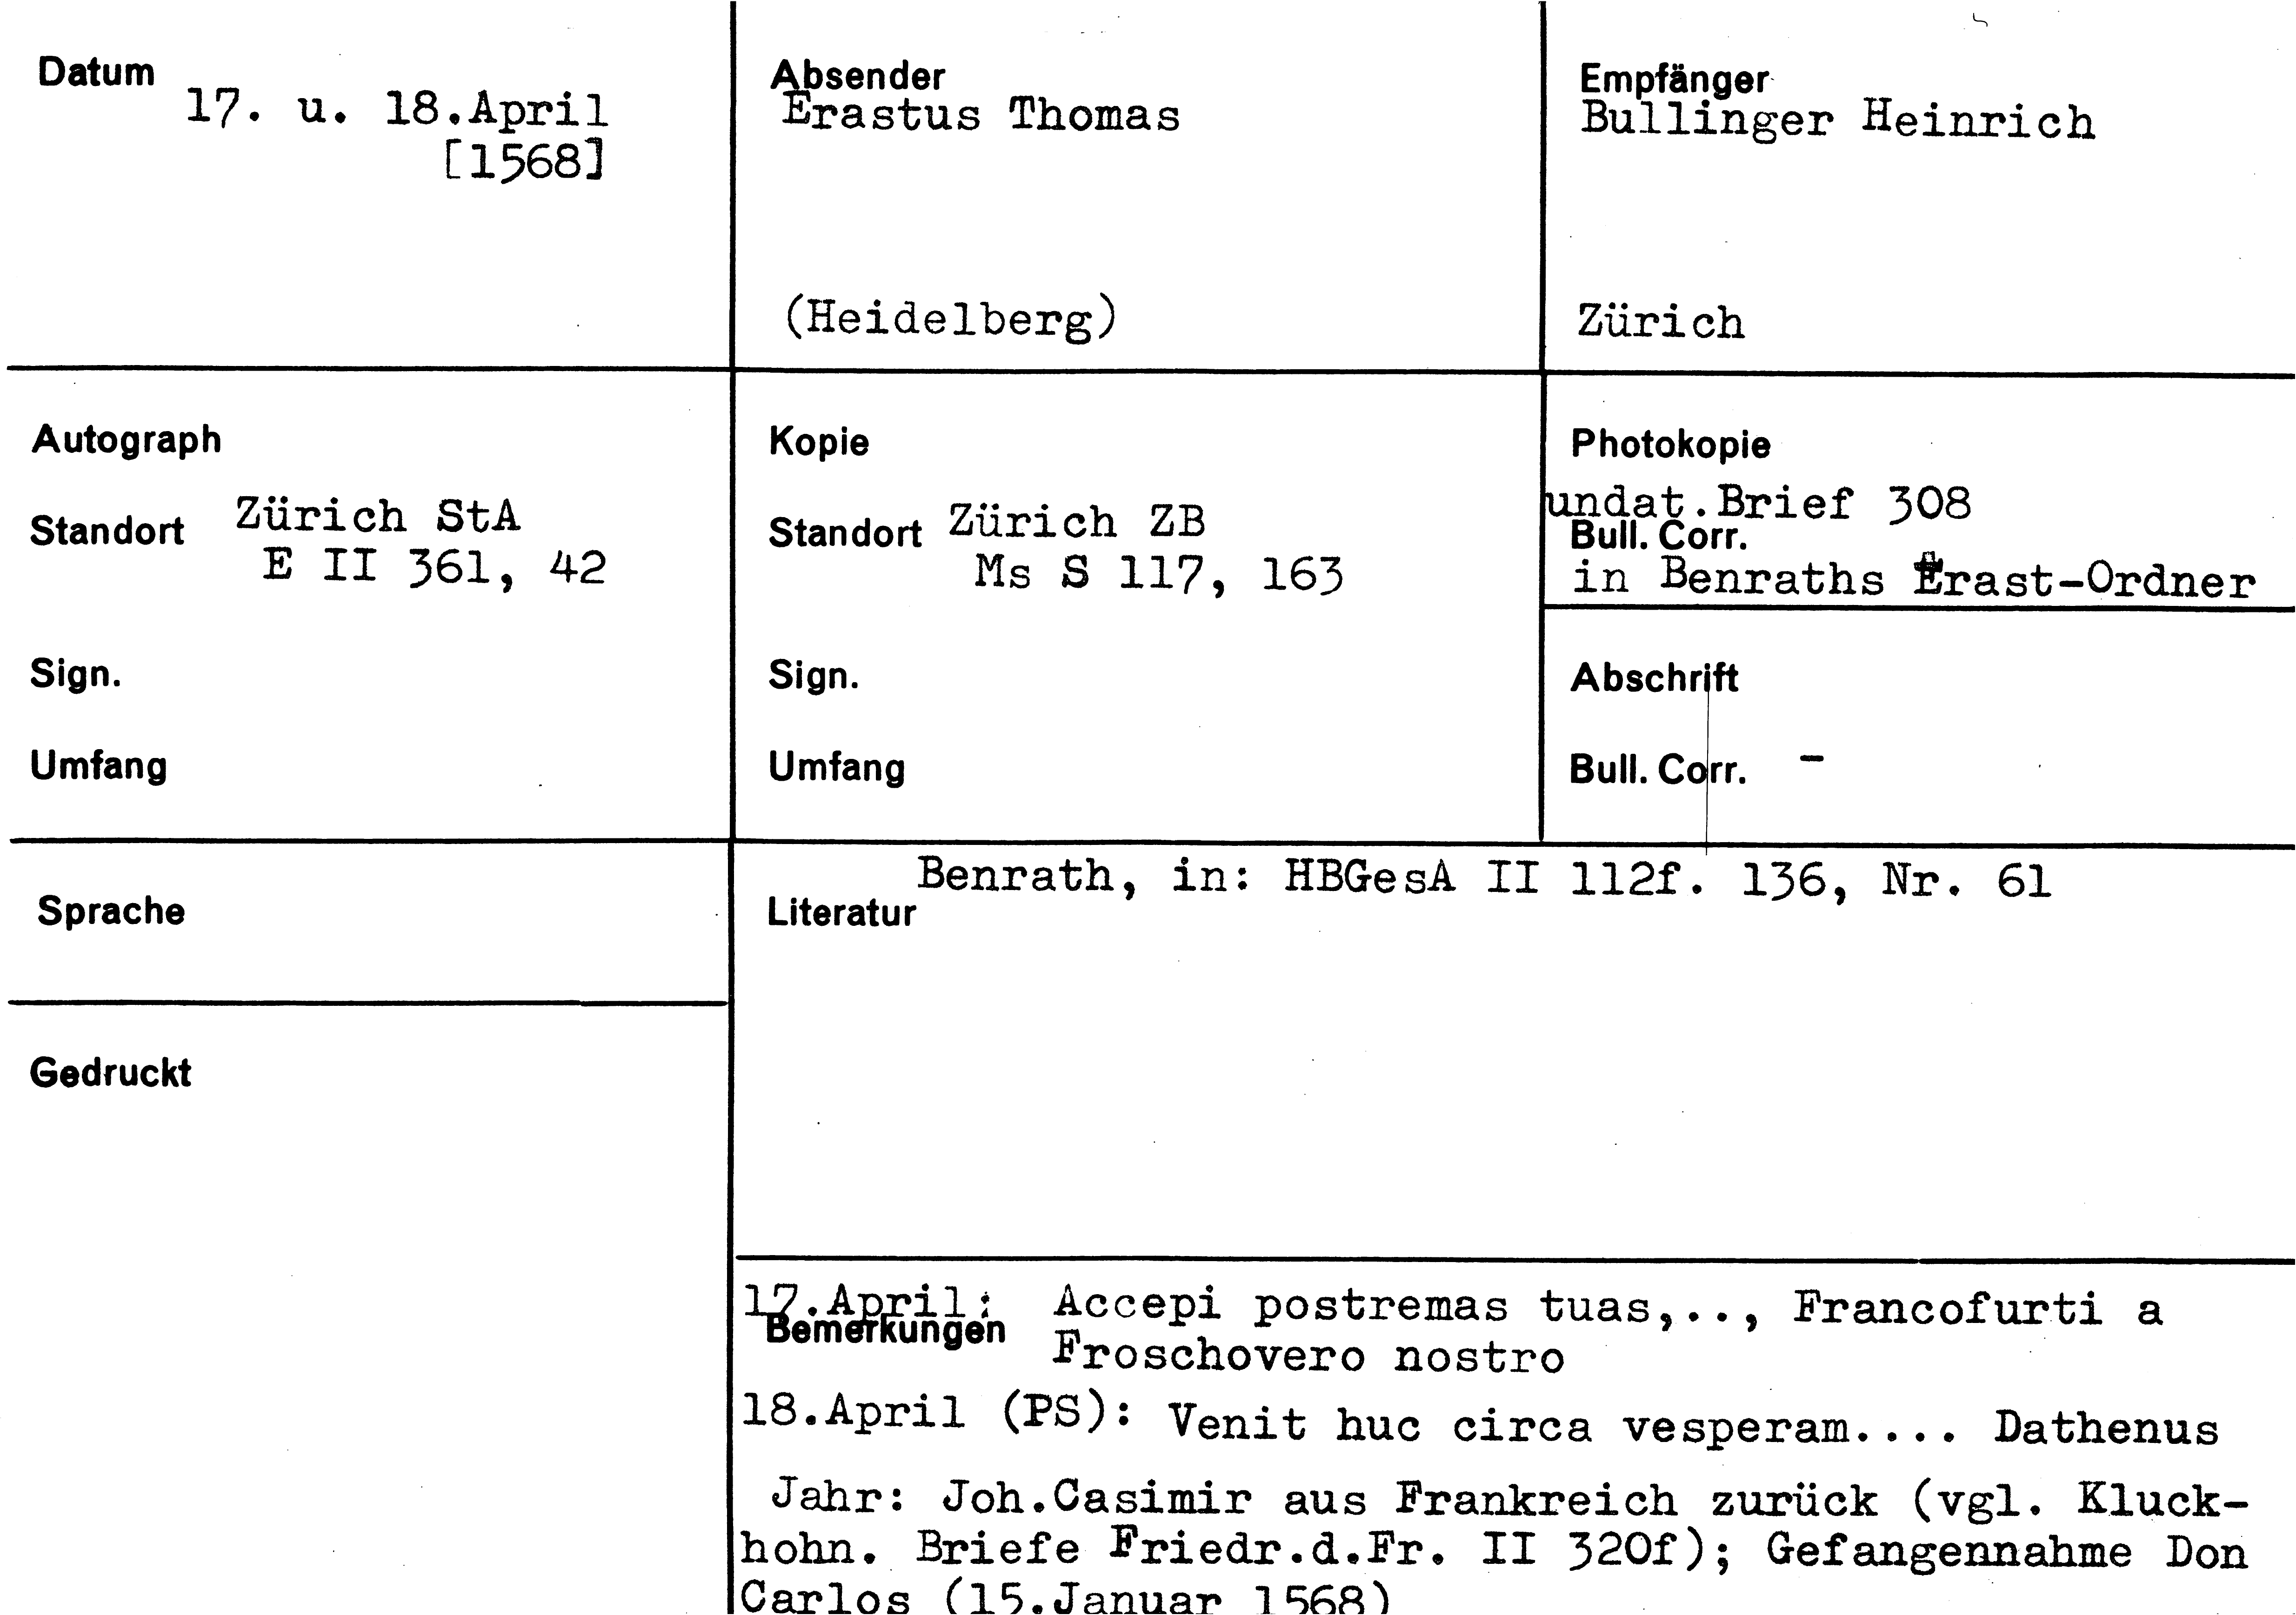 Datum
17. u. 18.April
[1568]
Absender
Erastus Thomas
(Heidelberg)
Empfänger
Bullinger Heinrich
Zürich
Autograph
Standort Zürich StA
E II 361, 42
Sign.
Umfang
Kopie
Standort Zürich ZB
Ms S 117, 163
Sign.
Umfang
Photokopie
undat.Brief 308
Bull. Corr.
in Benraths Erast-Ordner
Abschrift
Bull. Corr. -
Sprache
Gedruckt
Benrath, in: HBGesA II 112f. 136, Nr. 61
Literatur
17.April: Accepi postremas tuas,.., Francofurti a
Bemerkungen
Froschovero nostro
18.April (PS): Venit huc circa vesperam.... Dathenus
Jahr: Joh.Casimir aus Frankreich zurück (vgl. Kluck-
hohn. Briefe Friedr.d.Fr. II 320f); Gefangennahme Don
Carlos (15.Januar 1568)